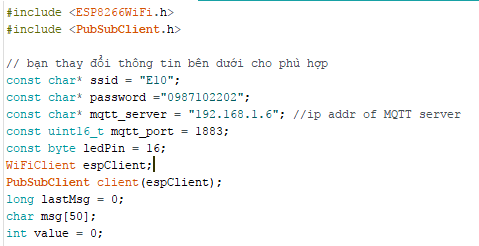 #include <ESP8266WiFi.h>
#include <PubSubClient.h>
// bạn thay đổi thông tin bên dưới cho phù hợp
const char* ssid = "E10";
const char* password ="0987102202";
const char* mqtt_server = "192.168.1.6"; //ip addr of MQTT server
const uint16_t mqtt_port = 1883;
const byte ledPin = 16;
WiFiClient espClient;
PubSubClient client(espClient);
long lastMsg = 0;
char msg[50];
int value = 0;